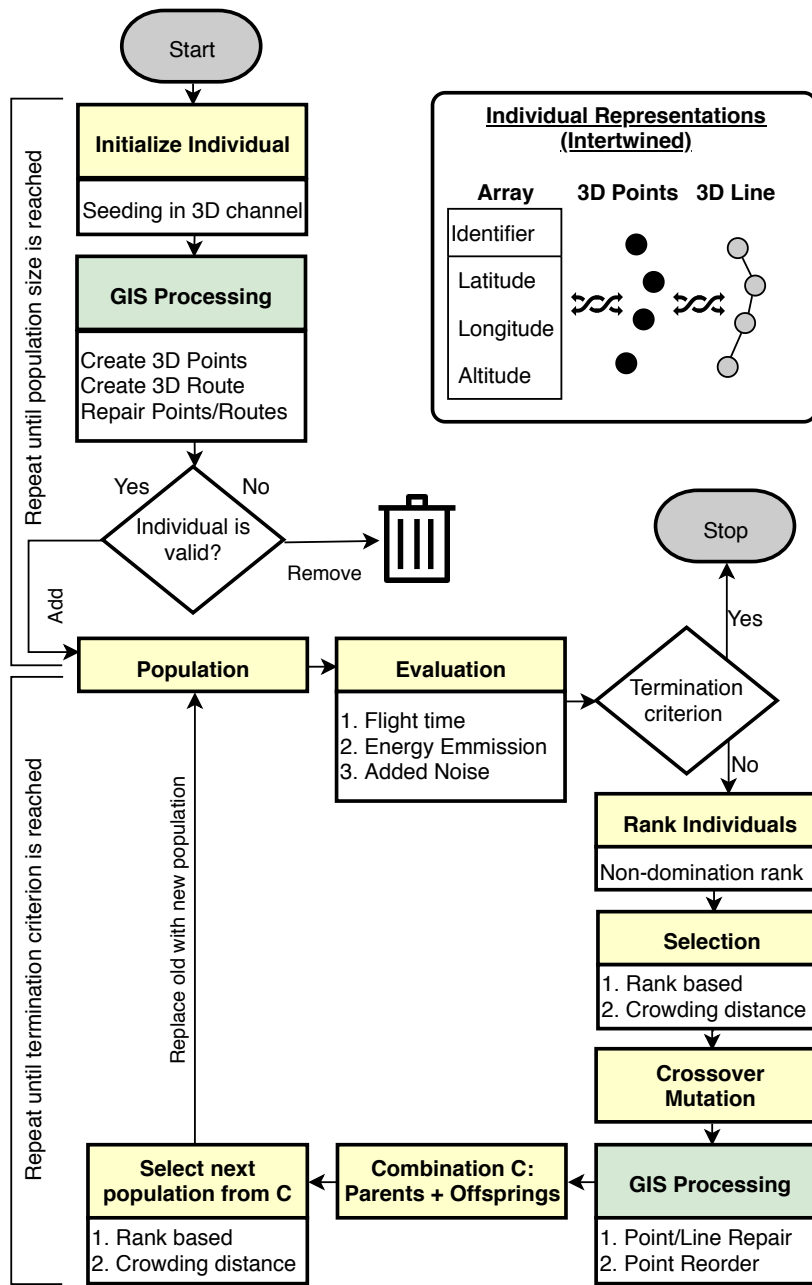 Start
Repeat until population size is reached
Initialize Individual
Seeding in 3D channel
GIS Processing
Create 3D Points
Create 3D Route
Repair Points/Routes
Yes
No
Individual is
valid?
Remove
Add
Individual Representations
(Intertwined)
Array
3D Points
3D Line
Identifier
Latitude
Longitude
Altitude
Stop
Yes
Population
Evaluation
1. Flight time
2. Energy Emmission
3. Added Noise
Termination
criterion
No
Repeat until termination criterion is reached
Replace old with new population
Rank Individuals
Non-domination rank
Selection
1. Rank based
2. Crowding distance
Crossover
Mutation
GIS Processing
1. Point/Line Repair
2. Point Reorder
Combination C:
Parents + Offsprings
Select next
population from C
1. Rank based
2. Crowding distance